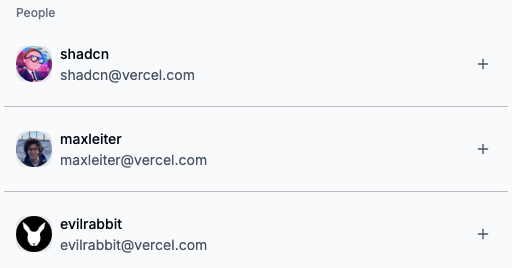 People
shadcn
shadcn@vercel.com
maxleiter
maxleiter@vercel.com
evilrabbit
evilrabbit@vercel.com